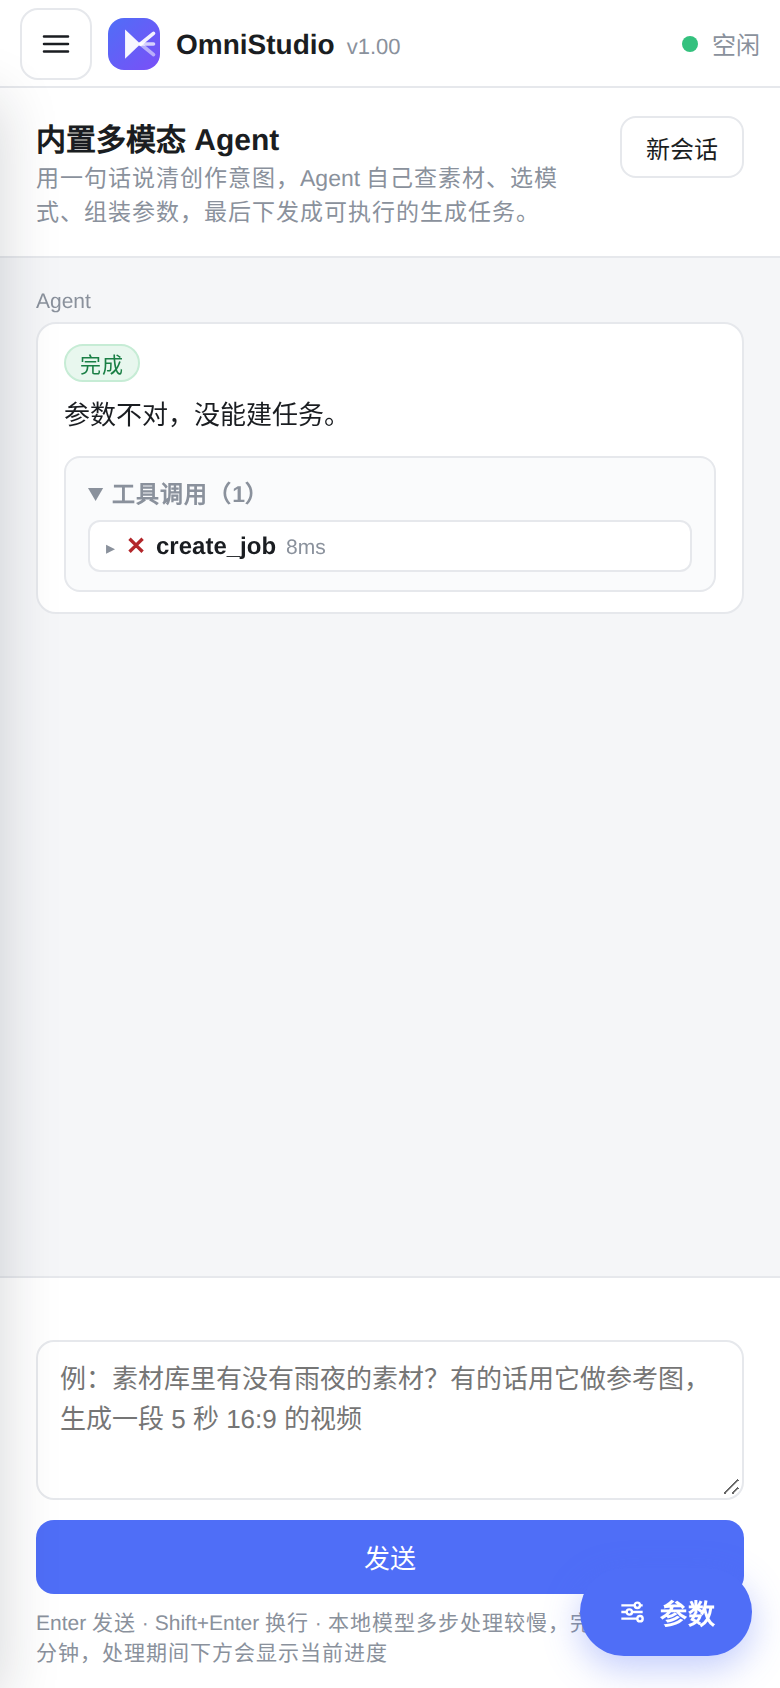 OmniStudio v1.00
空闲
内置多模态 Agent
新会话
用一句话说清创作意图，Agent 自己查素材、选模
式、组装参数，最后下发成可执行的生成任务。
Agent
完成
参数不对，没能建任务。
▼ 工具调用（1）
▸ ✕ create_job 8ms
例：素材库里有没有雨夜的素材？有的话用它做参考图，
生成一段 5 秒 16:9 的视频
发送
Enter 发送 · Shift+Enter 换行 · 本地模型多步处理较慢，
分钟，处理期间下方会显示当前进度
参数